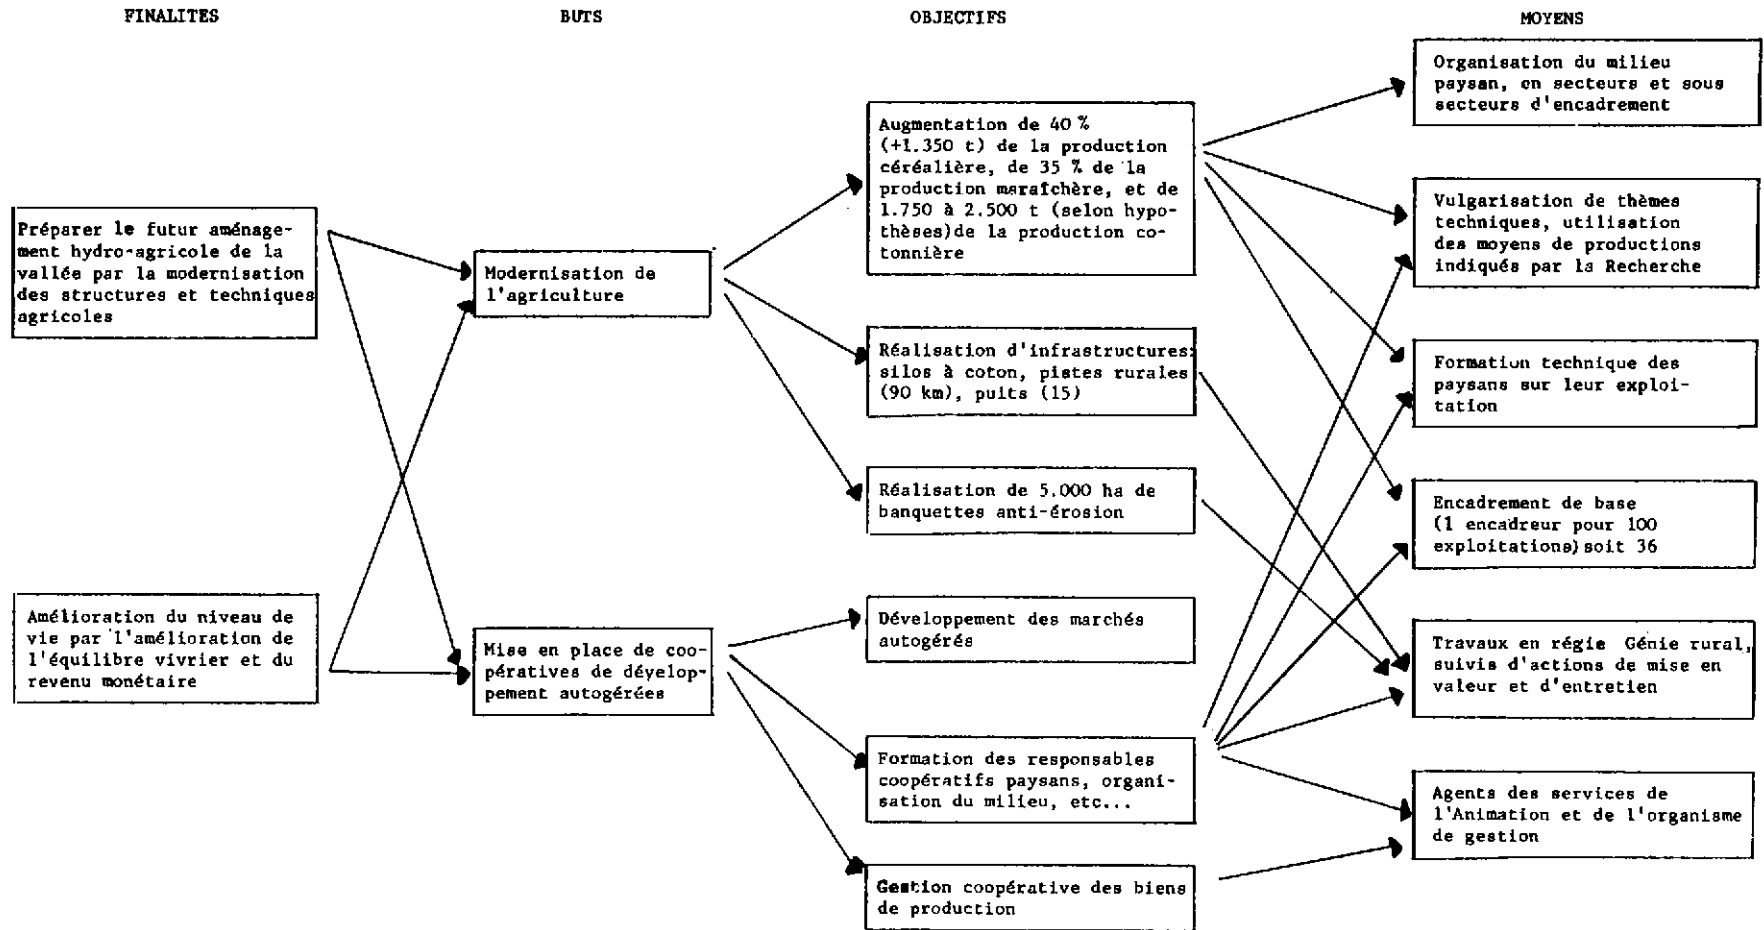 FINALITES
BUTS
OBJECTIFS
MOYENS
Préparer le futur aménage-
ment hydro-agricole de la
vallée par la modernisation
des structures et techniques
agricoles
Amélioration du niveau de
vie par l'amélioration de
l'équilibre vivrier et du
revenu monétaire
Modernisation de
l'agriculture
Mise en place de coo-
pératives de dévelop-
pement autogérées
Augmentation de 40 %
(+1.350 t) de la production
céréalière, de 35 % de la
production maraîchère, et de
1.750 à 2.500 t (selon hypo-
thèses)de la production co-
tonnière
Réalisation d'infrastructures:
silos à coton, pistes rurales
(90 km), puits (15)
Réalisation de 5.000 ha de
banquettes anti-érosion
Développement des marchés
autogérés
Formation des responsables
coopératifs paysans, organi-
sation du milieu, etc...
Gestion coopérative des biens
de production
Organisation du milieu
paysan, en secteurs et sous
secteurs d'encadrement
Vulgarisation de thèmes
techniques, utilisation
des moyens de productions
indiqués par la Recherche
Formation technique des
paysans sur leur exploi-
tation
Encadrement de base
(1 encadreur pour 100
exploitations)soit 36
Travaux en régie Génie rural,
suivis d'actions de mise en
valeur et d'entretien
Agents des services de
l'Animation et de l'organisme
de gestion